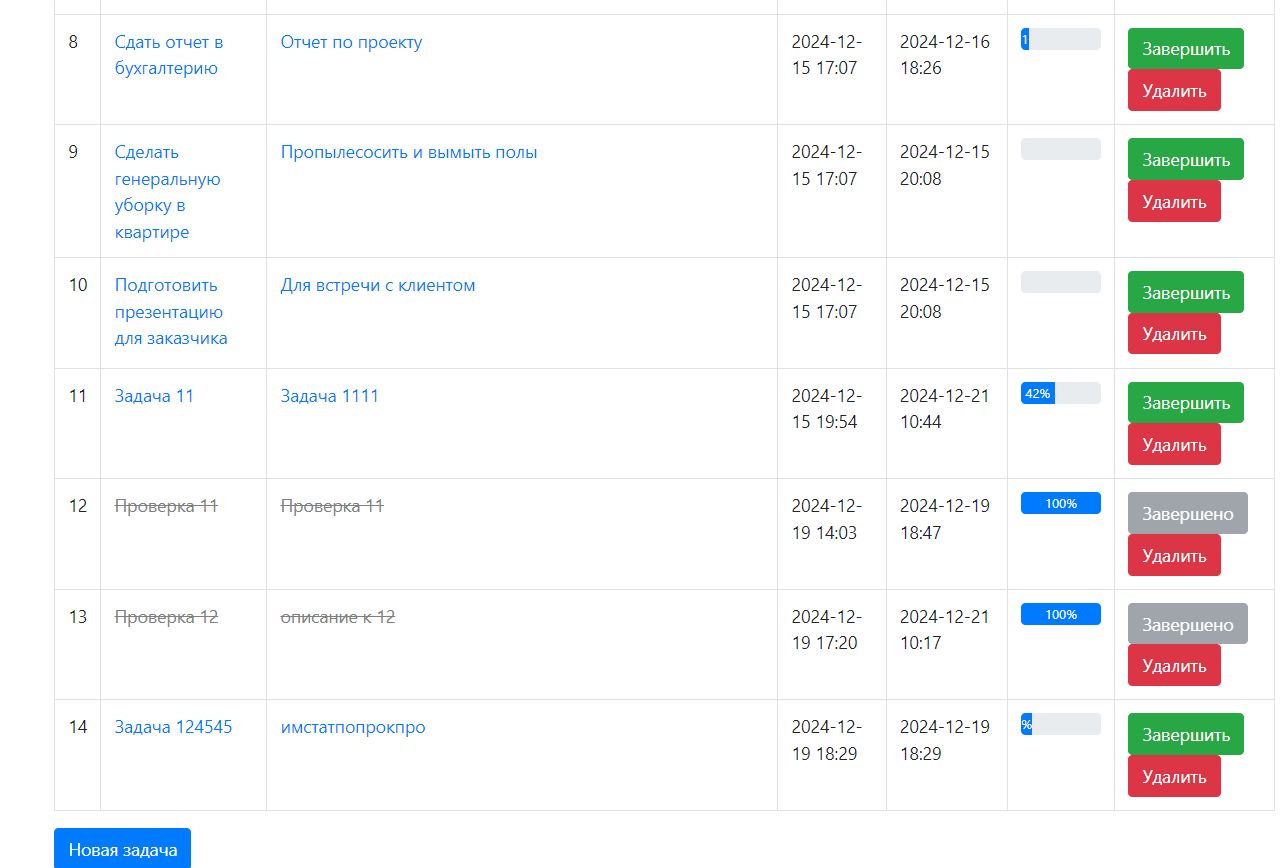 8 Сдать отчет в Отчет по проекту 2024-12- 2024-12-16 1 Завершить
бухгалтерию 15 17:07 18:26
Удалить
9 Сделать Пропылесосить и вымыть полы 2024-12- 2024-12-15 Завершить
генеральную 15 17:07 20:08
уборку в Удалить
квартире
10 Подготовить Для встречи с клиентом 2024-12- 2024-12-15 Завершить
презентацию 15 17:07 20:08
для заказчика Удалить
11 Задача 11 Задача 1111 2024-12- 2024-12-21 42% Завершить
15 19:54 10:44
Удалить
12 Проверка 11 Проверка 11 2024-12- 2024-12-19 100% Завершено
19 14:03 18:47
Удалить
13 Проверка 12 описание к 12 2024-12- 2024-12-21 100% Завершено
19 17:20 10:17
Удалить
14 Задача 124545 имстатпопрокпро 2024-12- 2024-12-19 % Завершить
19 18:29 18:29
Удалить
Новая задача